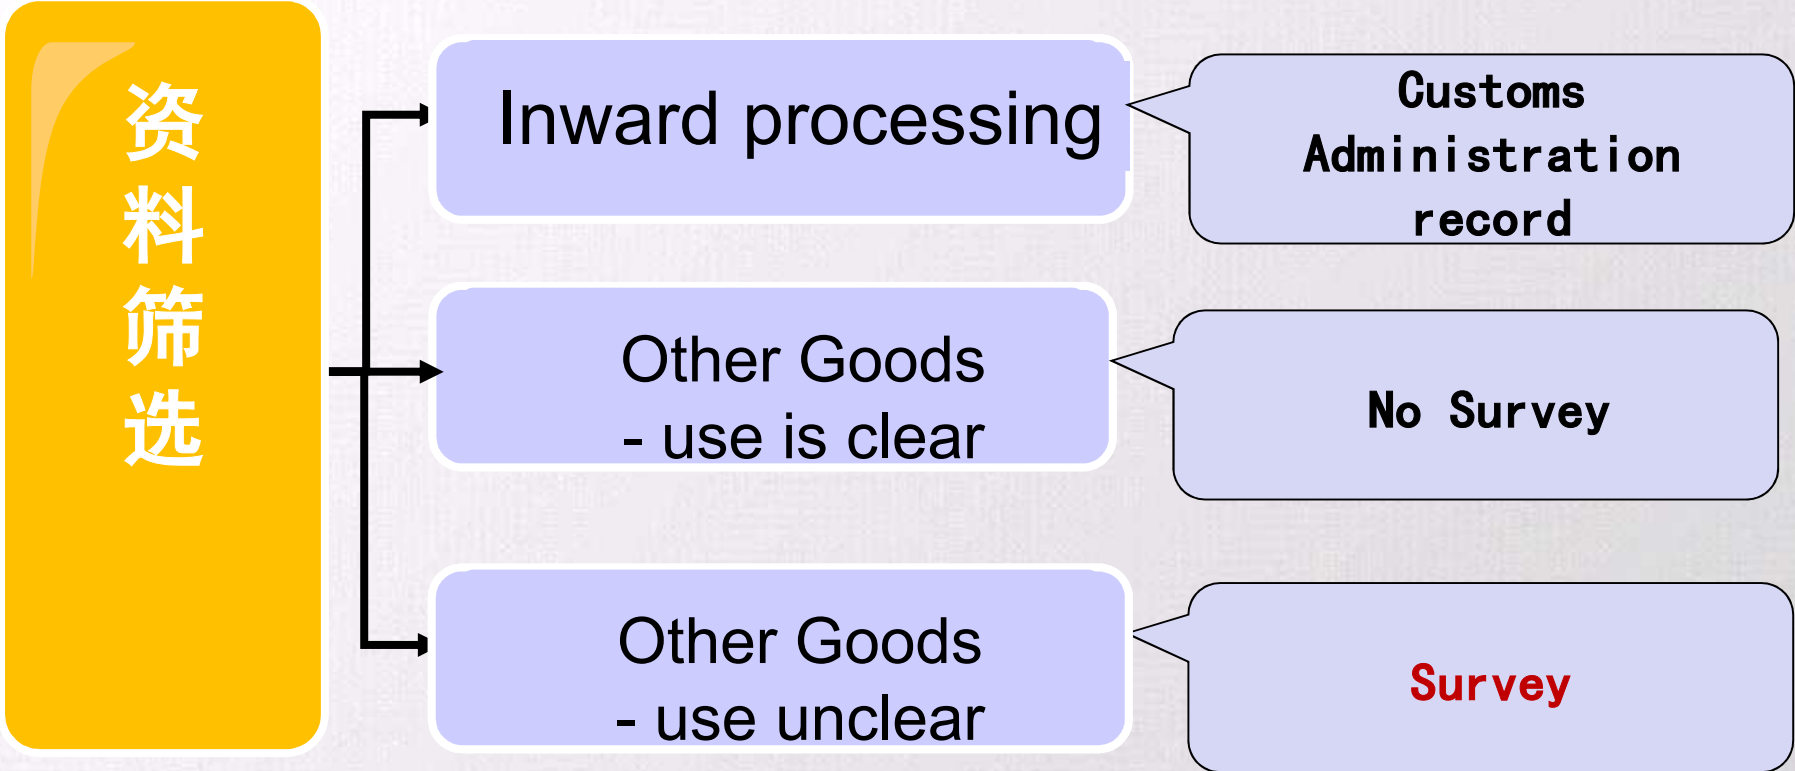 资料筛选
Inward processing
Customs
Administration
record
Other Goods
- use is clear
No Survey
Other Goods
- use unclear
Survey